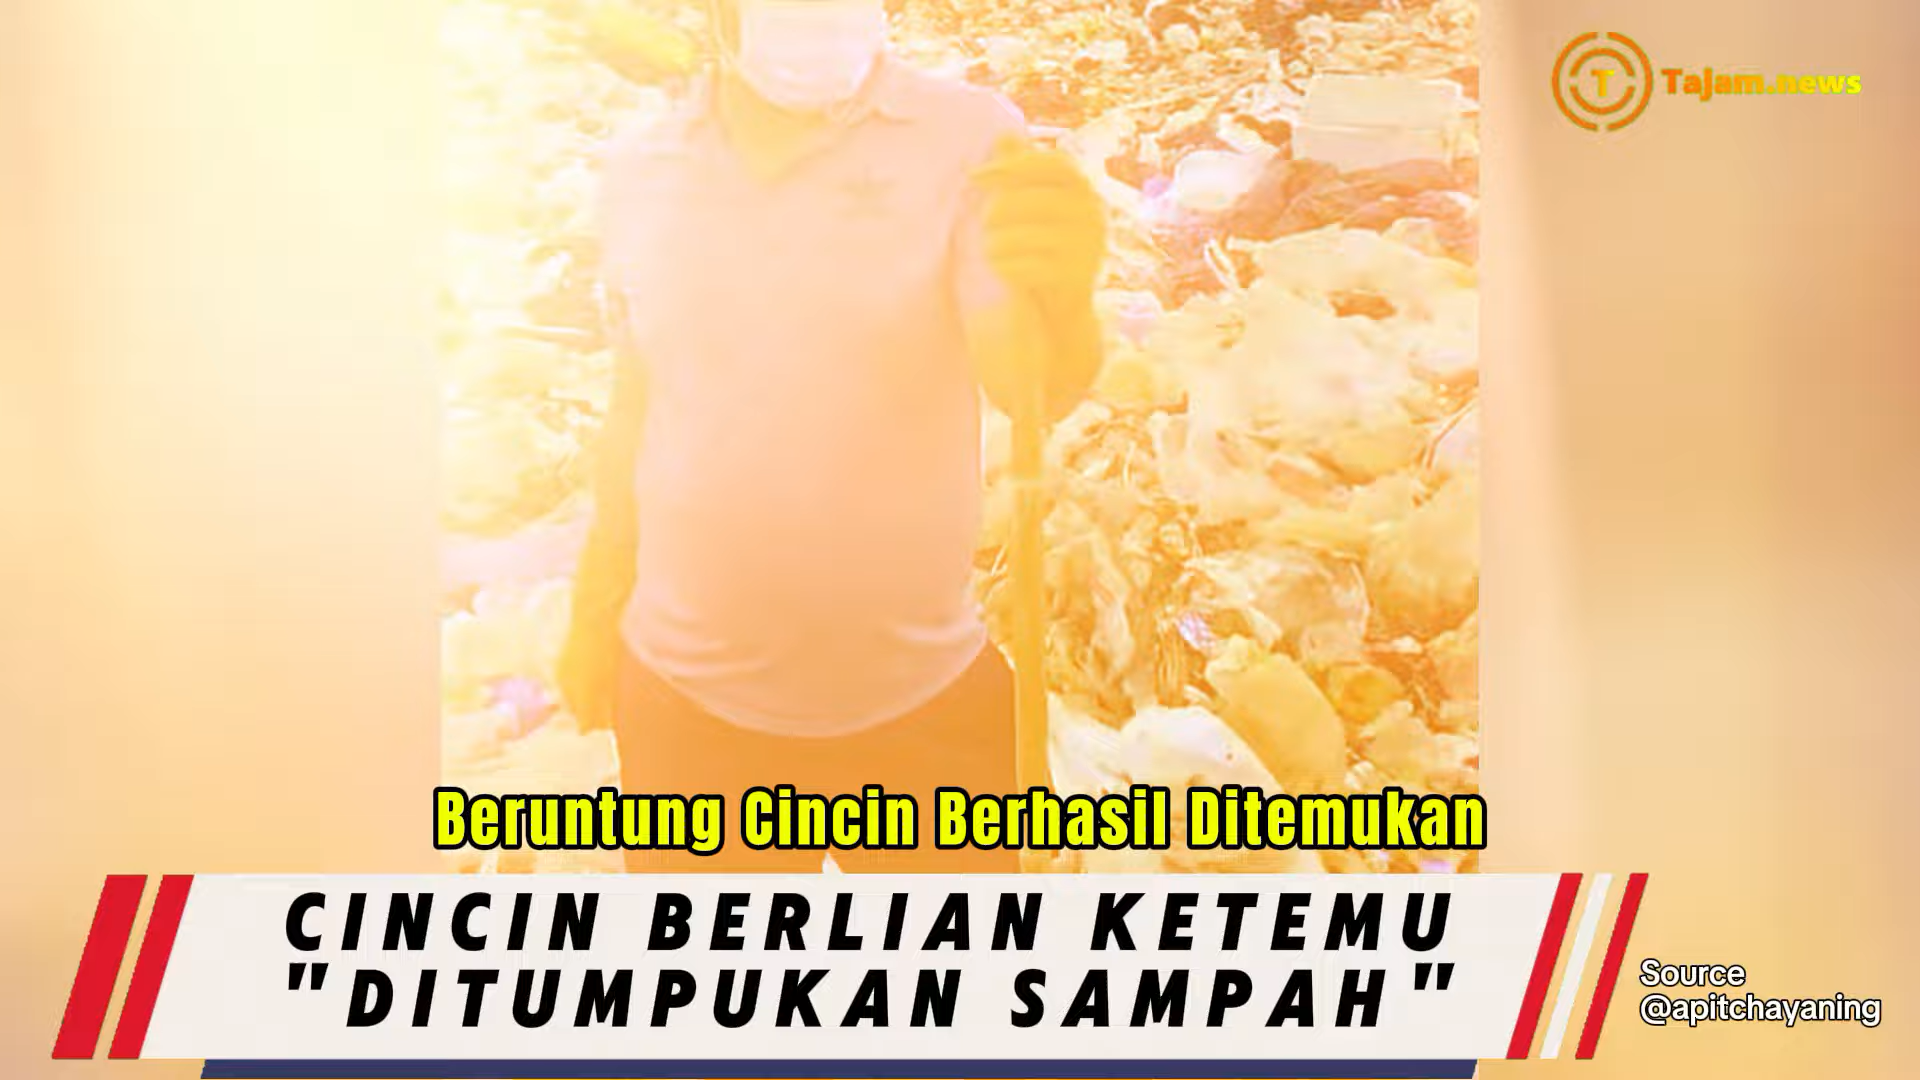 T Tajam.news
Beruntung Cincin Berhasil Ditemukan
CINCIN BERLIAN KETEMU
"DITUMPUKAN SAMPAH"
Source
@apitchayaning